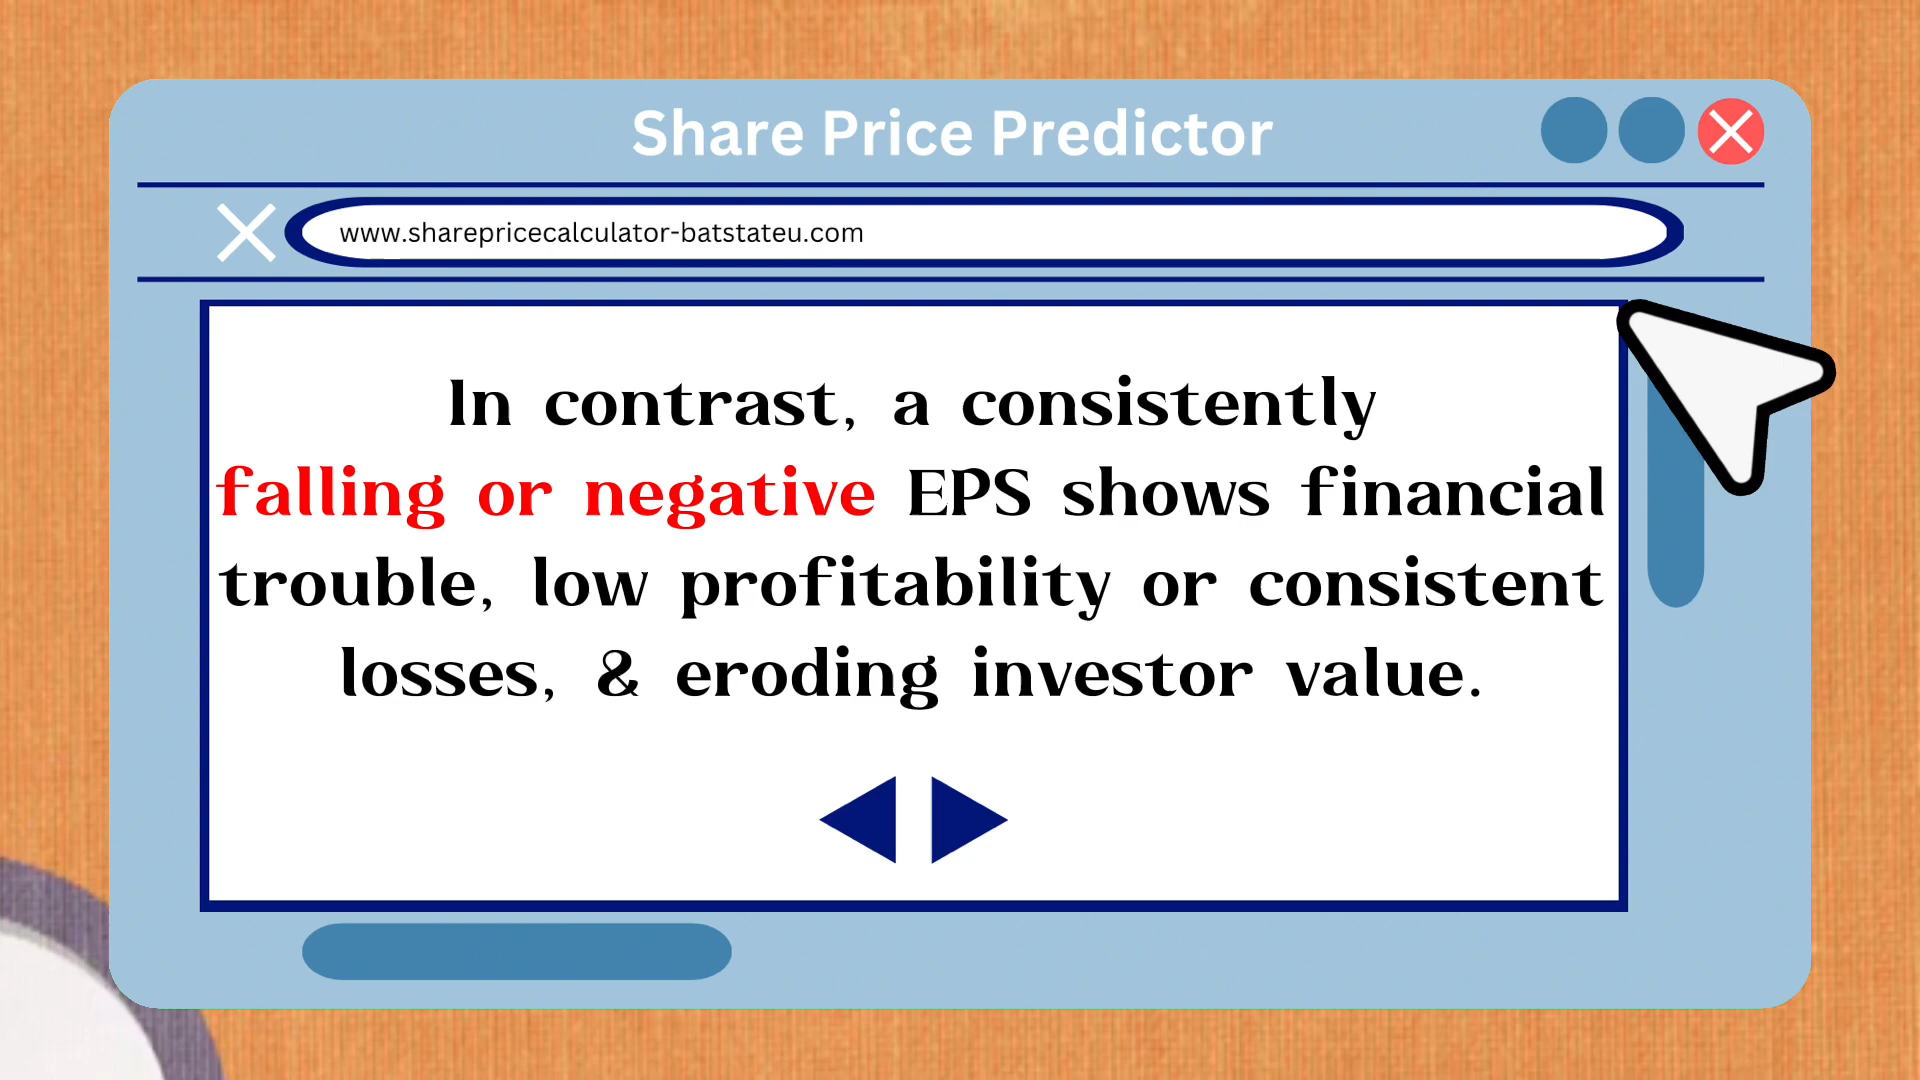 Share Price Predictor
www.sharepricecalculator-batstateu.com
In contrast, a consistently
falling or negative EPS shows financial
trouble, low profitability or consistent
losses, & eroding investor value.